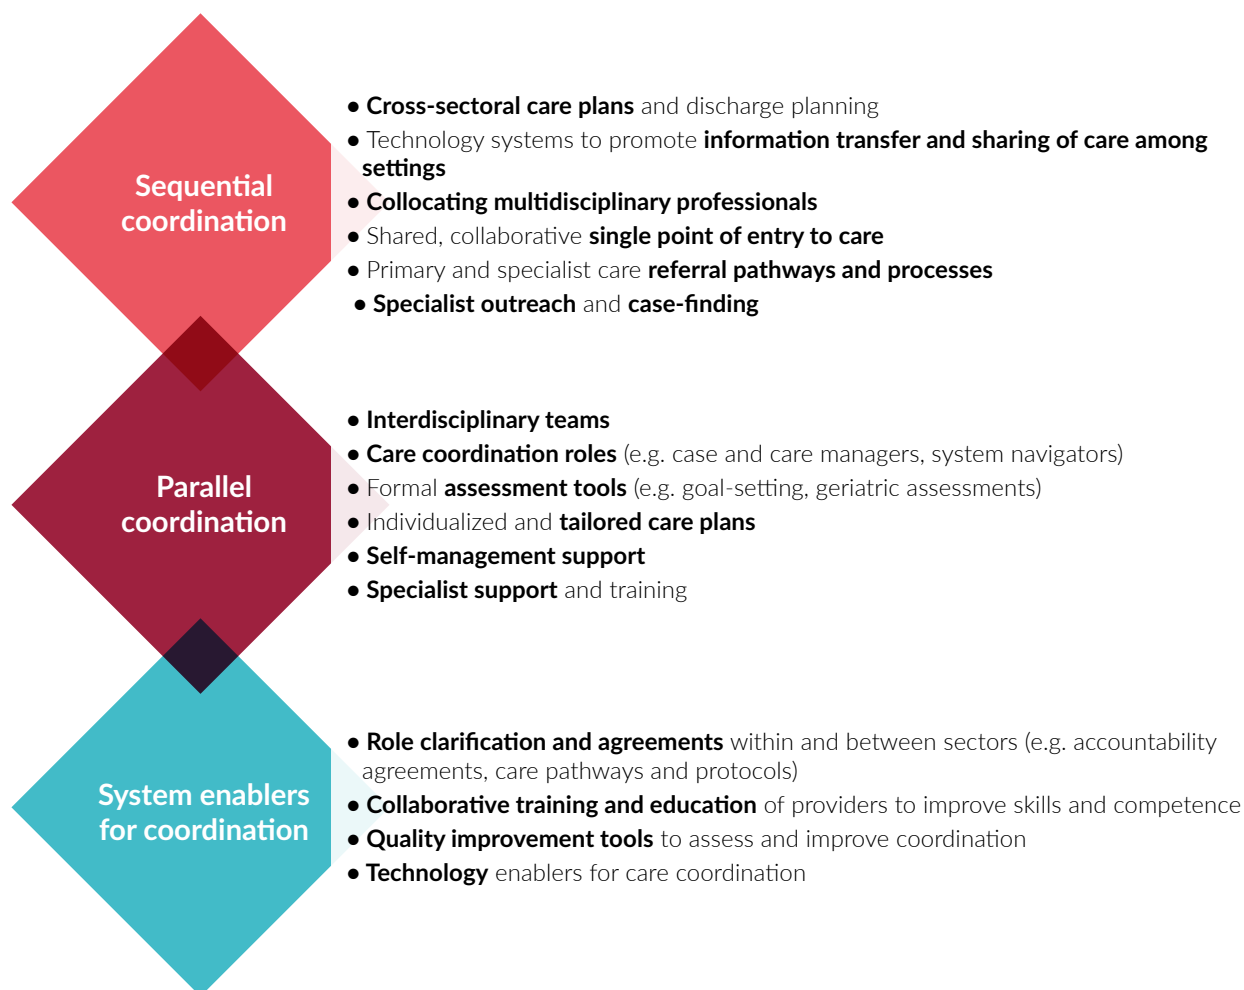 Sequential
coordination
● Cross-sectoral care plans and discharge planning
● Technology systems to promote information transfer and sharing of care among
settings
● Collocating multidisciplinary professionals
● Shared, collaborative single point of entry to care
● Primary and specialist care referral pathways and processes
● Specialist outreach and case-finding
Parallel
coordination
● Interdisciplinary teams
● Care coordination roles (e.g. case and care managers, system navigators)
● Formal assessment tools (e.g. goal-setting, geriatric assessments)
● Individualized and tailored care plans
● Self-management support
● Specialist support and training
System enablers
for coordination
● Role clarification and agreements within and between sectors (e.g. accountability
agreements, care pathways and protocols)
● Collaborative training and education of providers to improve skills and competence
● Quality improvement tools to assess and improve coordination
● Technology enablers for care coordination